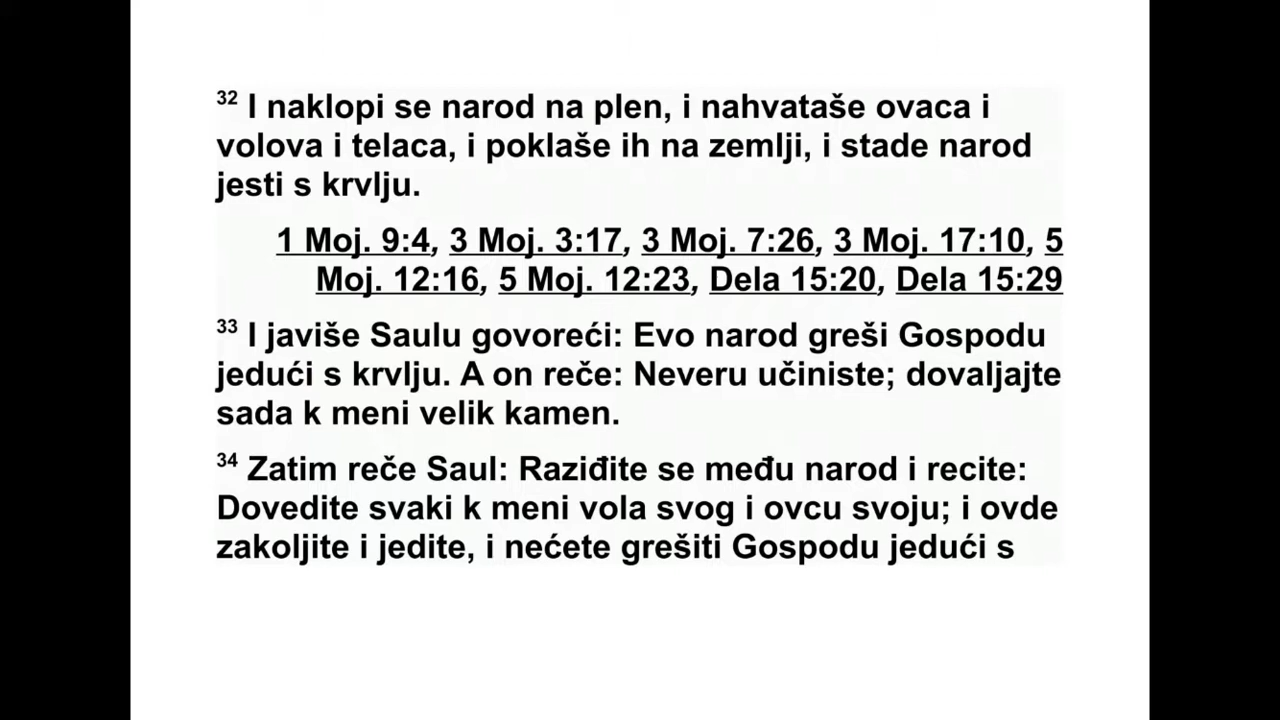 32 I naklopi se narod na plen, i nahvataše ovaca i
volova i telaca, i poklaše ih na zemlji, i stade narod
jesti s krvlju.
1 Moj. 9:4, 3 Moj. 3:17, 3 Moj. 7:26, 3 Moj. 17:10, 5
Moj. 12:16, 5 Moj. 12:23, Dela 15:20, Dela 15:29
33 I javiše Saulu govoreći: Evo narod greši Gospodu
jedući s krvlju. A on reče: Neveru učiniste; dovaljajte
sada k meni velik kamen.
34 Zatim reče Saul: Raziđite se među narod i recite:
Dovedite svaki k meni vola svog i ovcu svoju; i ovde
zakoljite i jedite, i nećete grešiti Gospodu jedući s